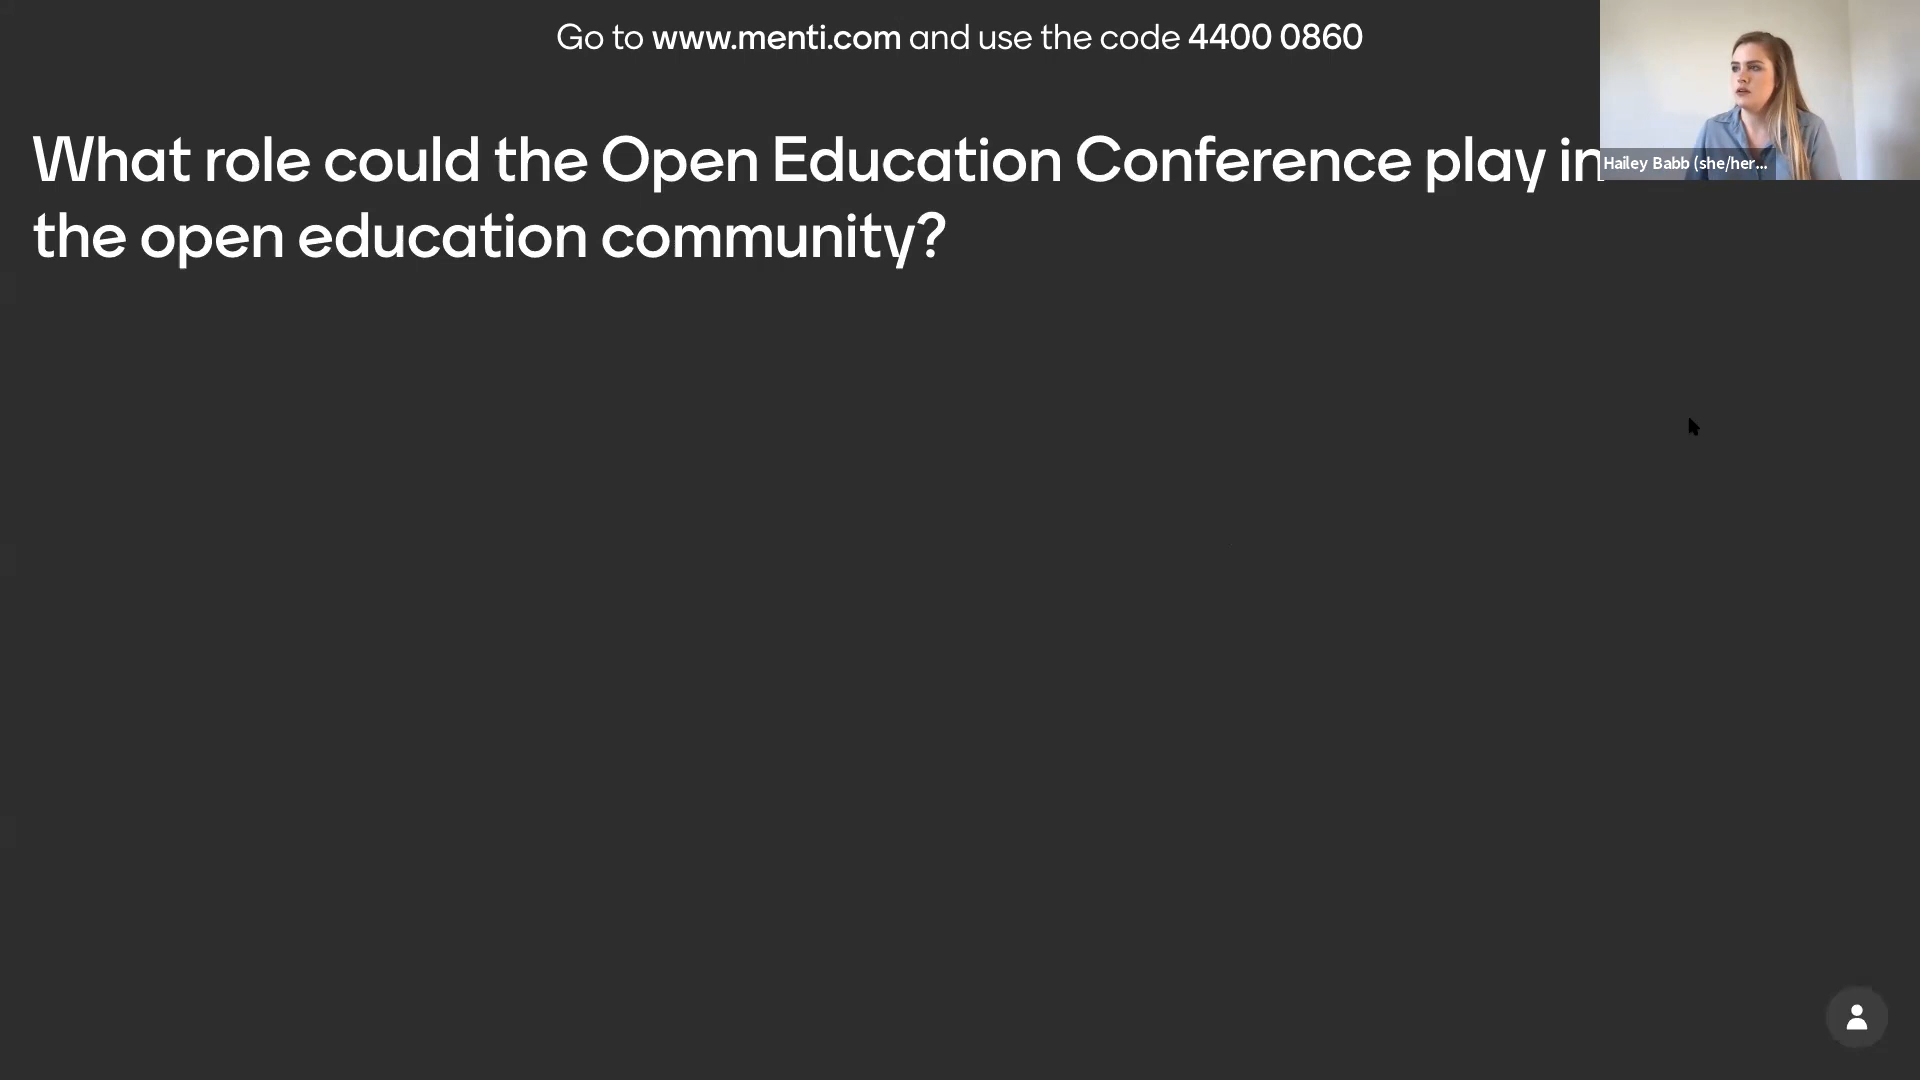 Go to www.menti.com and use the code 4400 0860
What role could the Open Education Conference play in
the open education community?
Hailey Babb (she/her...